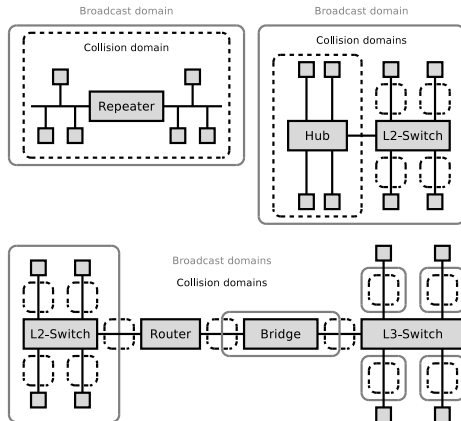 Broadcast domain
Broadcast domain
Collision domain
Collision domains
Repeater
Hub
L2-Switch
Broadcast domains
Collision domains
L2-Switch
Router
Bridge
L3-Switch